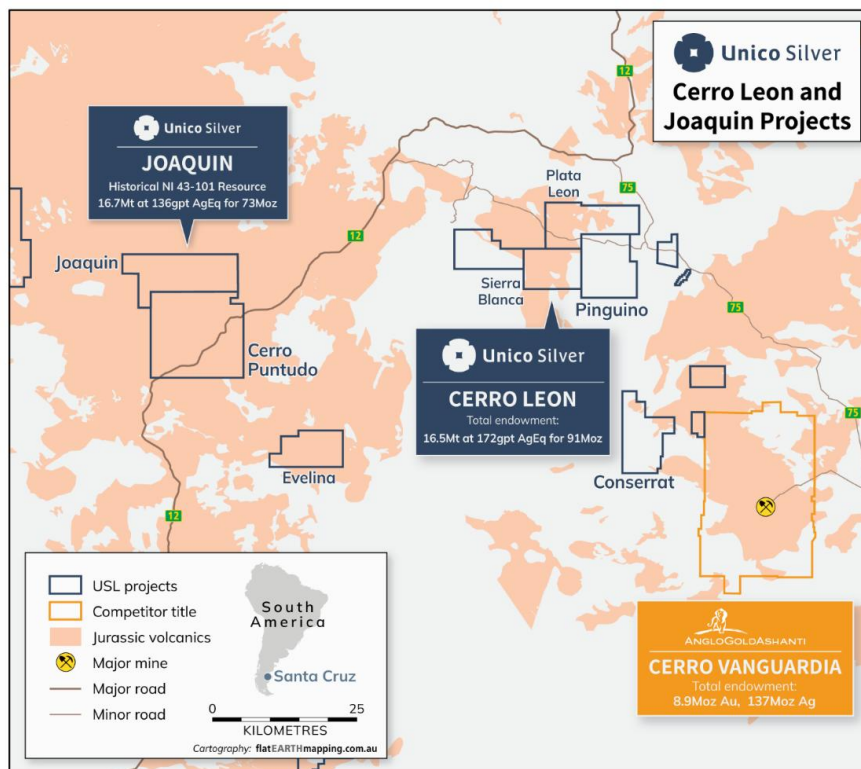 Unico Silver
Cerro Leon and
Joaquin Projects
12
Unico Silver
JOAQUIN
Historical NI 43-101 Resource
16.7Mt at 136gpt AgEq for 73Moz
Plata
Leon
75
12
Joaquin
Sierra
Blanca
Pinguino
75
Cerro
Puntudo
Unico Silver
CERRO LEON
Total endowment:
16.5Mt at 172gpt AgEq for 91Moz
75
Evelina
Conserrat
12
USL projects
Competitor title
Jurassic volcanics
Major mine
Major road
Minor road
South
America
Santa Cruz
0 25
KILOMETRES
Cartography: flatEARTHmapping.com.au
ANGLOGOLDASHANTI
CERRO VANGUARDIA
Total endowment:
8.9Moz Au, 137Moz Ag